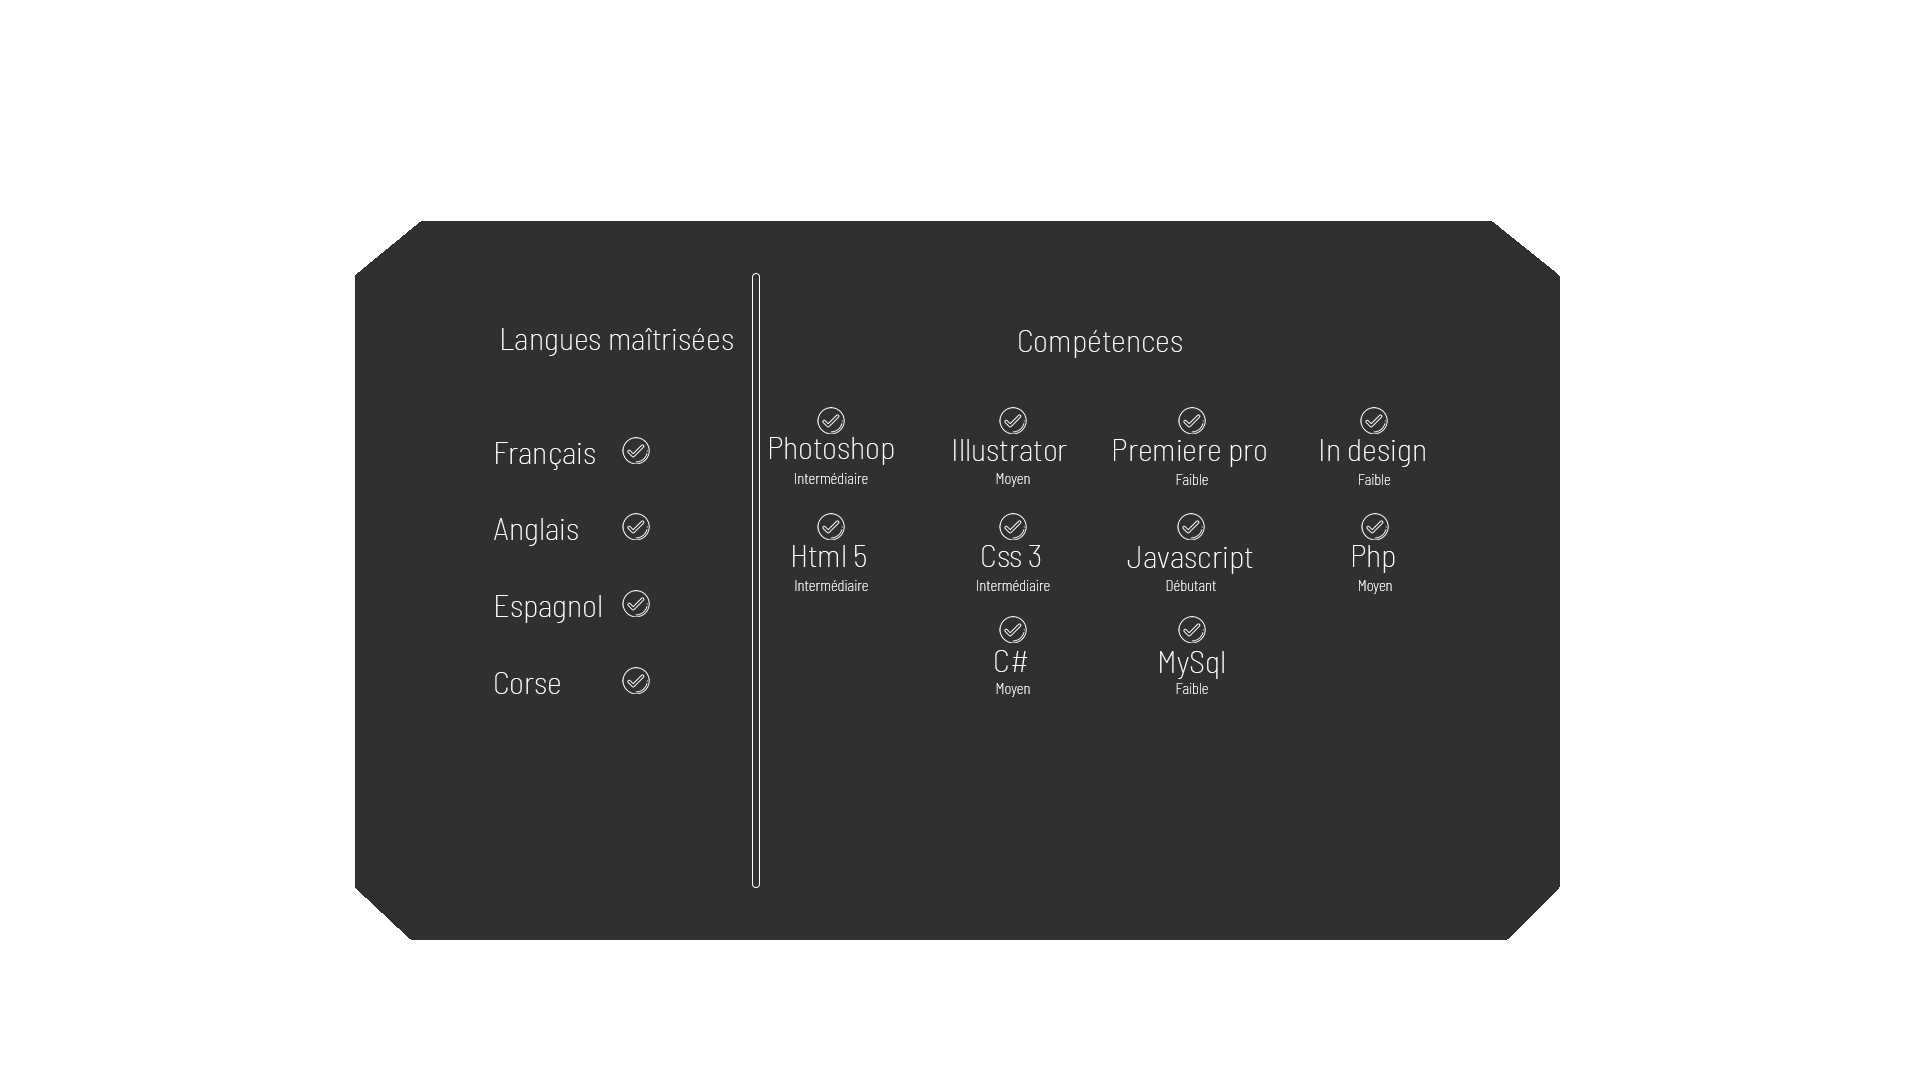 Langues maîtrisées
Français
Anglais
Espagnol
Corse
Compétences
Photoshop Illustrator Premiere pro In design
Intermédiaire Moyen Faible Faible
Html 5 Css 3 Javascript Php
Intermédiaire Intermédiaire Débutant Moyen
C# MySql
Moyen Faible